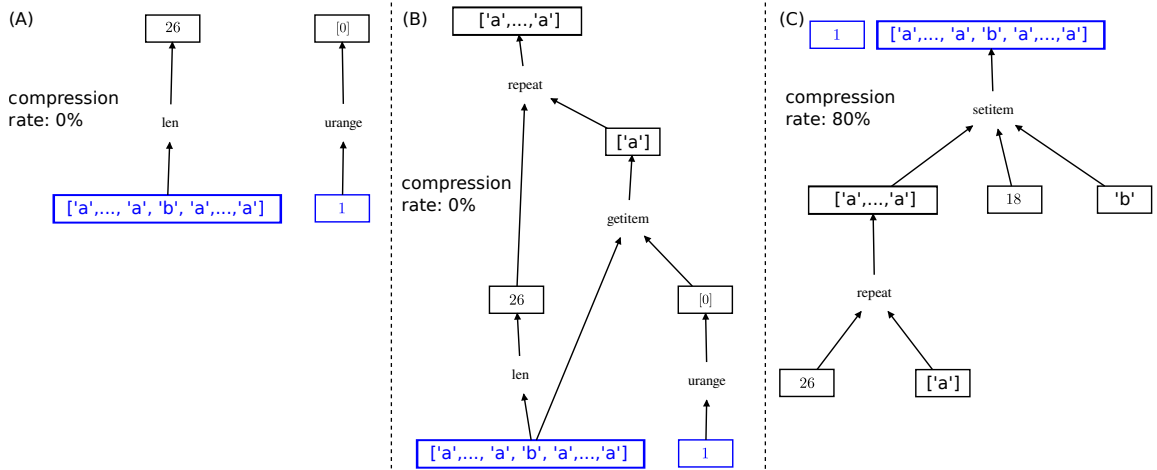 (A)
26
[0]
compression
rate: 0%
len
urange
['a',..., 'a', 'b', 'a',...,'a']
1
(B)
['a',...,'a']
repeat
['a']
compression
rate: 0%
getitem
26
[0]
len
urange
['a',..., 'a', 'b', 'a',...,'a']
1
(C)
1
['a',..., 'a', 'b', 'a',...,'a']
compression
rate: 80%
setitem
['a',...,'a']
18
'b'
repeat
26
['a']